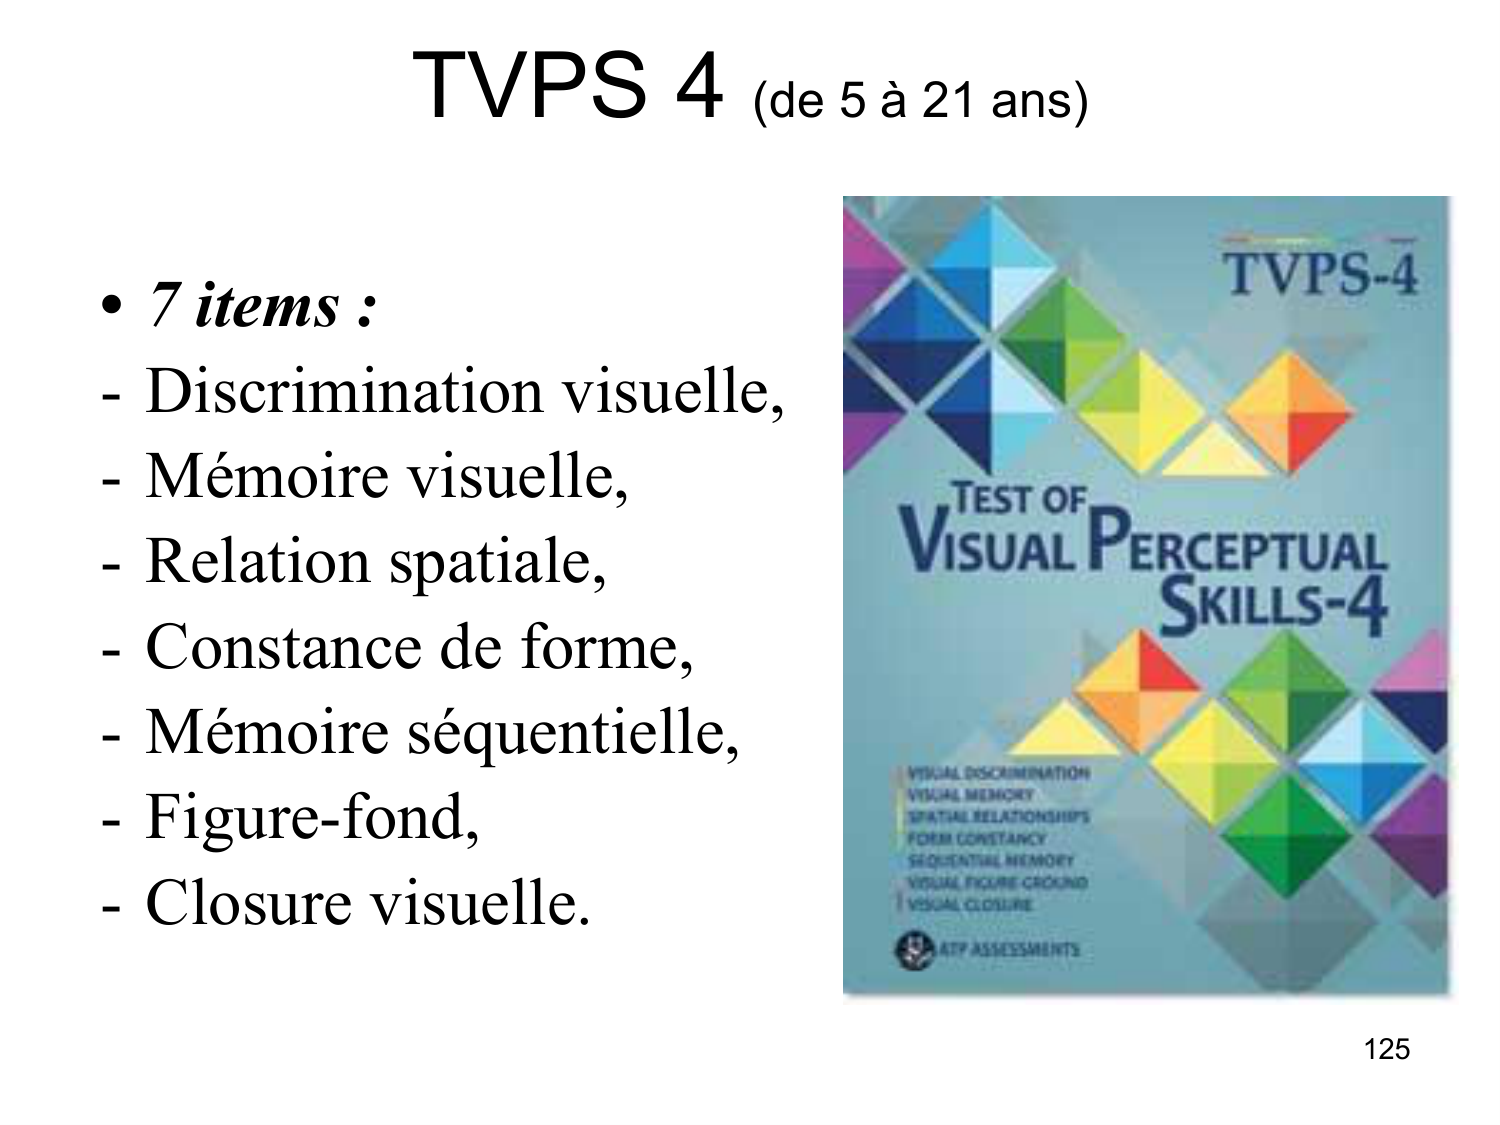 TVPS 4 (de 5 à 21 ans)
• 7 items :
- Discrimination visuelle,
- Mémoire visuelle,
- Relation spatiale,
- Constance de forme,
- Mémoire séquentielle,
- Figure-fond,
- Closure visuelle.
TVPS-4
TEST OF
VISUAL PERCEPTUAL
SKILLS-4
VISUAL DISCRIMINATION
VISUAL MEMORY
SPATIAL RELATIONSHIPS
FORM CONSTANCY
SEQUENTIAL MEMORY
VISUAL FIGURE-GROUND
VISUAL CLOSURE
ATP ASSESSMENTS
125